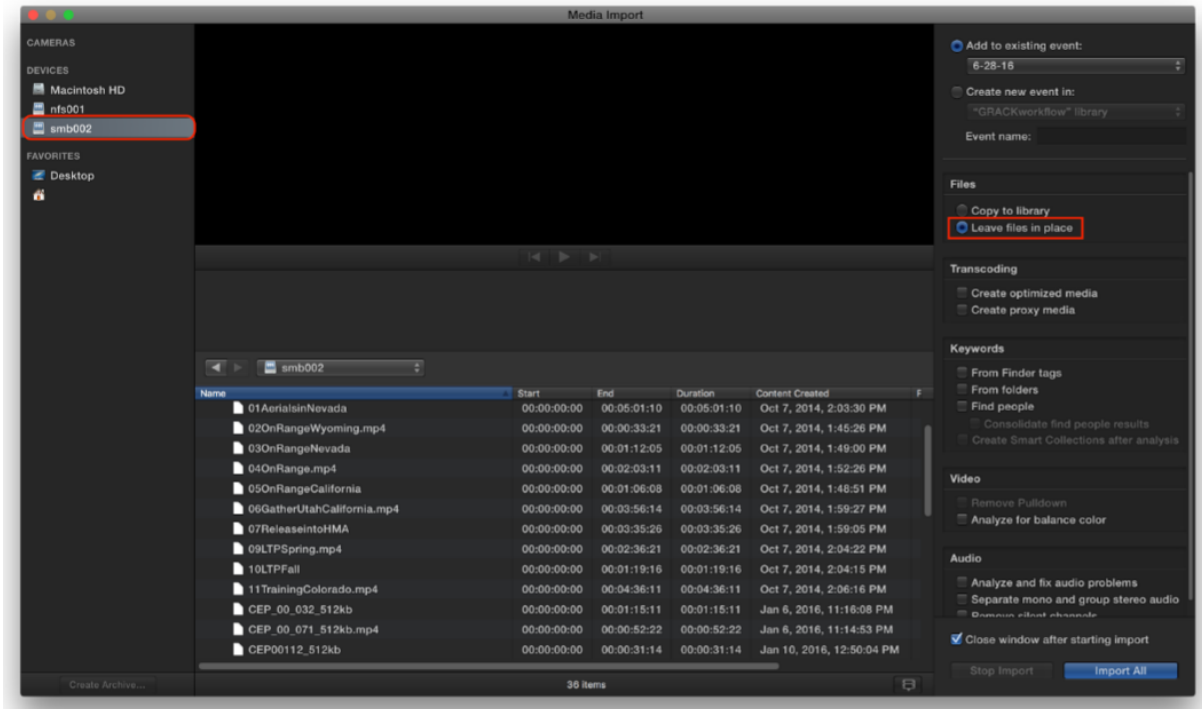 Media Import
CAMERAS
DEVICES
Macintosh HD
nfs001
smb002
FAVORITES
Desktop
smb002
Name Start End Duration Content Created F
01AerialsinNevada 00:00:00:00 00:05:01:10 00:05:01:10 Oct 7, 2014, 2:03:30 PM
02OnRangeWyoming.mp4 00:00:00:00 00:00:33:21 00:00:33:21 Oct 7, 2014, 1:45:26 PM
03OnRangeNevada 00:00:00:00 00:01:12:05 00:01:12:05 Oct 7, 2014, 1:49:00 PM
04OnRange.mp4 00:00:00:00 00:02:03:11 00:02:03:11 Oct 7, 2014, 1:52:26 PM
05OnRangeCalifornia 00:00:00:00 00:01:06:08 00:01:06:08 Oct 7, 2014, 1:48:51 PM
06GatherUtahCalifornia.mp4 00:00:00:00 00:03:56:14 00:03:56:14 Oct 7, 2014, 1:59:27 PM
07ReleaseintoHMA 00:00:00:00 00:03:35:26 00:03:35:26 Oct 7, 2014, 1:59:05 PM
09LTPSpring.mp4 00:00:00:00 00:02:36:21 00:02:36:21 Oct 7, 2014, 2:04:22 PM
10LTPFall 00:00:00:00 00:01:19:16 00:01:19:16 Oct 7, 2014, 2:04:15 PM
11TrainingColorado.mp4 00:00:00:00 00:04:36:11 00:04:36:11 Oct 7, 2014, 2:06:16 PM
CEP_00_032_512kb 00:00:00:00 00:01:15:11 00:01:15:11 Jan 6, 2016, 11:16:08 PM
CEP_00_071_512kb.mp4 00:00:00:00 00:00:52:22 00:00:52:22 Jan 6, 2016, 11:14:53 PM
CEP00112_512kb 00:00:00:00 00:00:31:14 00:00:31:14 Jan 10, 2016, 12:50:04 PM
Create Archive...
36 items
Add to existing event:
6-28-16
Create new event in:
"GRACKworkflow" library
Event name:
Files
Copy to library
Leave files in place
Transcoding
Create optimized media
Create proxy media
Keywords
From Finder tags
From folders
Find people
Consolidate find people results
Create Smart Collections after analysis
Video
Remove Pulldown
Analyze for balance color
Audio
Analyze and fix audio problems
Separate mono and group stereo audio
Remove silent channels
Close window after starting import
Stop Import Import All